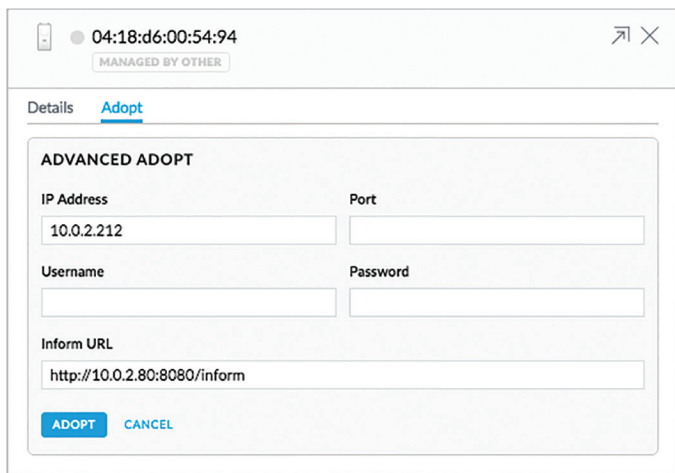 04:18:d6:00:54:94
MANAGED BY OTHER
Details Adopt
ADVANCED ADOPT
IP Address Port
10.0.2.212
Username Password
Inform URL
http://10.0.2.80:8080/inform
ADOPT CANCEL